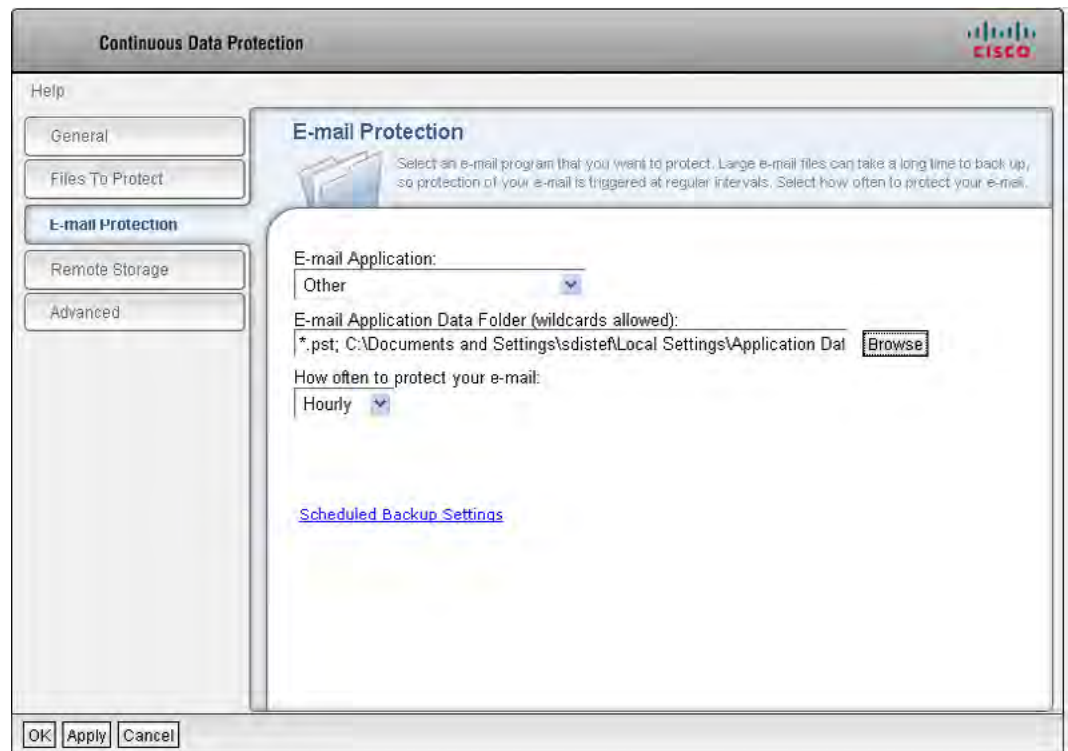 Continuous Data Protection
CISCO
Help
General
Files To Protect
E-mail Protection
Remote Storage
Advanced
E-mail Protection
Select an e-mail program that you want to protect. Large e-mail files can take a long time to back up,
so protection of your e-mail is triggered at regular intervals. Select how often to protect your e-mail.
E-mail Application:
Other
E-mail Application Data Folder (wildcards allowed):
*.pst; C:\Documents and Settings\sdistef\Local Settings\Application Dat
Browse
How often to protect your e-mail:
Hourly
Scheduled Backup Settings
OK Apply Cancel